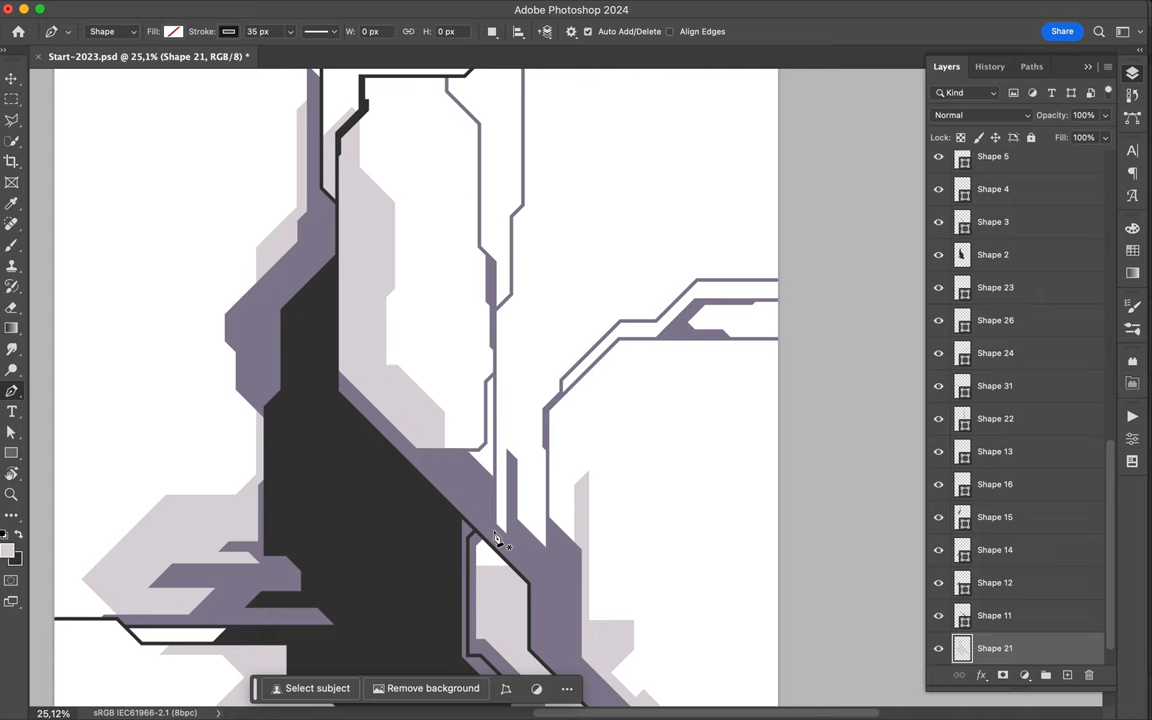 Adobe Photoshop 2024
Shape Fill: Stroke: 35 px W: 0 px H: 0 px Auto Add/Delete Align Edges Share
Start-2023.psd @ 25,1% (Shape 21, RGB/8) *
Layers History Paths
Kind
Normal Opacity: 100%
Lock: Fill: 100%
Shape 5
Shape 4
Shape 3
Shape 2
Shape 23
Shape 26
Shape 24
Shape 31
Shape 22
Shape 13
Shape 16
Shape 15
Shape 14
Shape 12
Shape 11
Shape 21
Select subject Remove background
25,12% sRGB IEC61966-2.1 (8bpc)